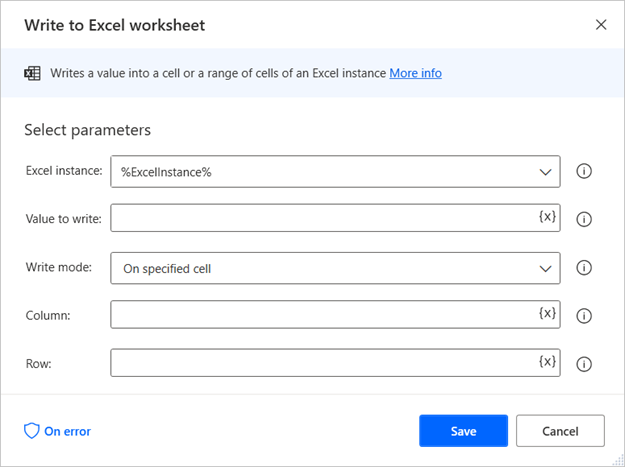 Write to Excel worksheet
Writes a value into a cell or a range of cells of an Excel instance More info
Select parameters
Excel instance: %ExcelInstance%
Value to write: {x}
Write mode: On specified cell
Column: {x}
Row: {x}
On error Save Cancel